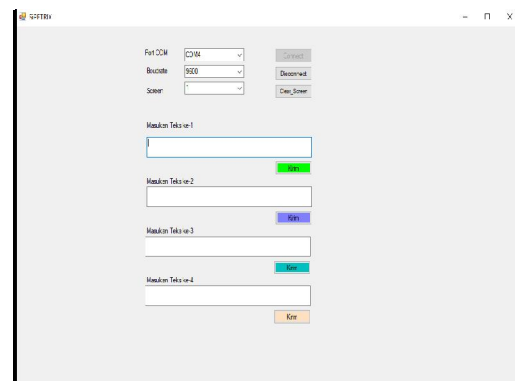 Port COM COM4 Connect
Boudrate 9600 Disconnect
Screen Clear_Screen
Masukan Teks ke-1
Kirim
Masukan Teks ke-2
Kirim
Masukan Teks ke-3
Kirim
Masukan Teks ke-4
Kirim